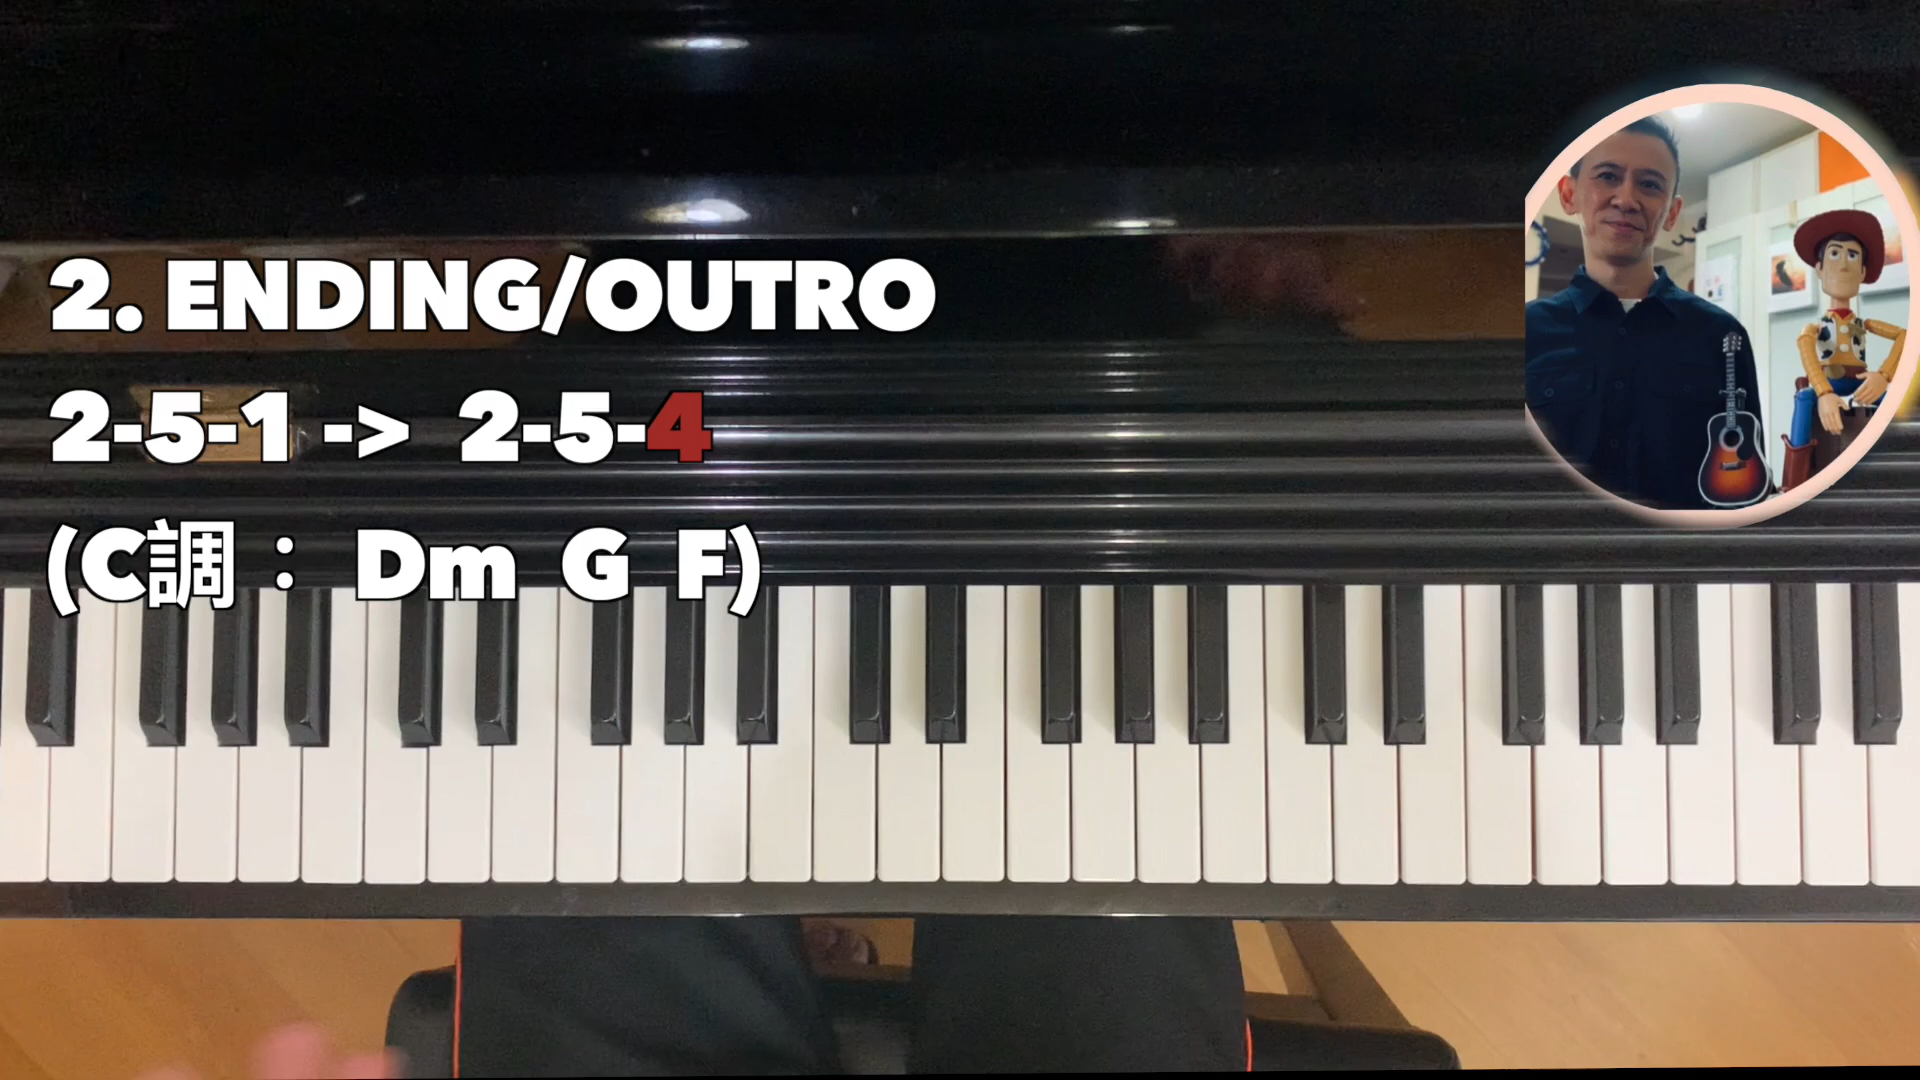 2. ENDING/OUTRO
2-5-1 -> 2-5-4
(C調： Dm G F)